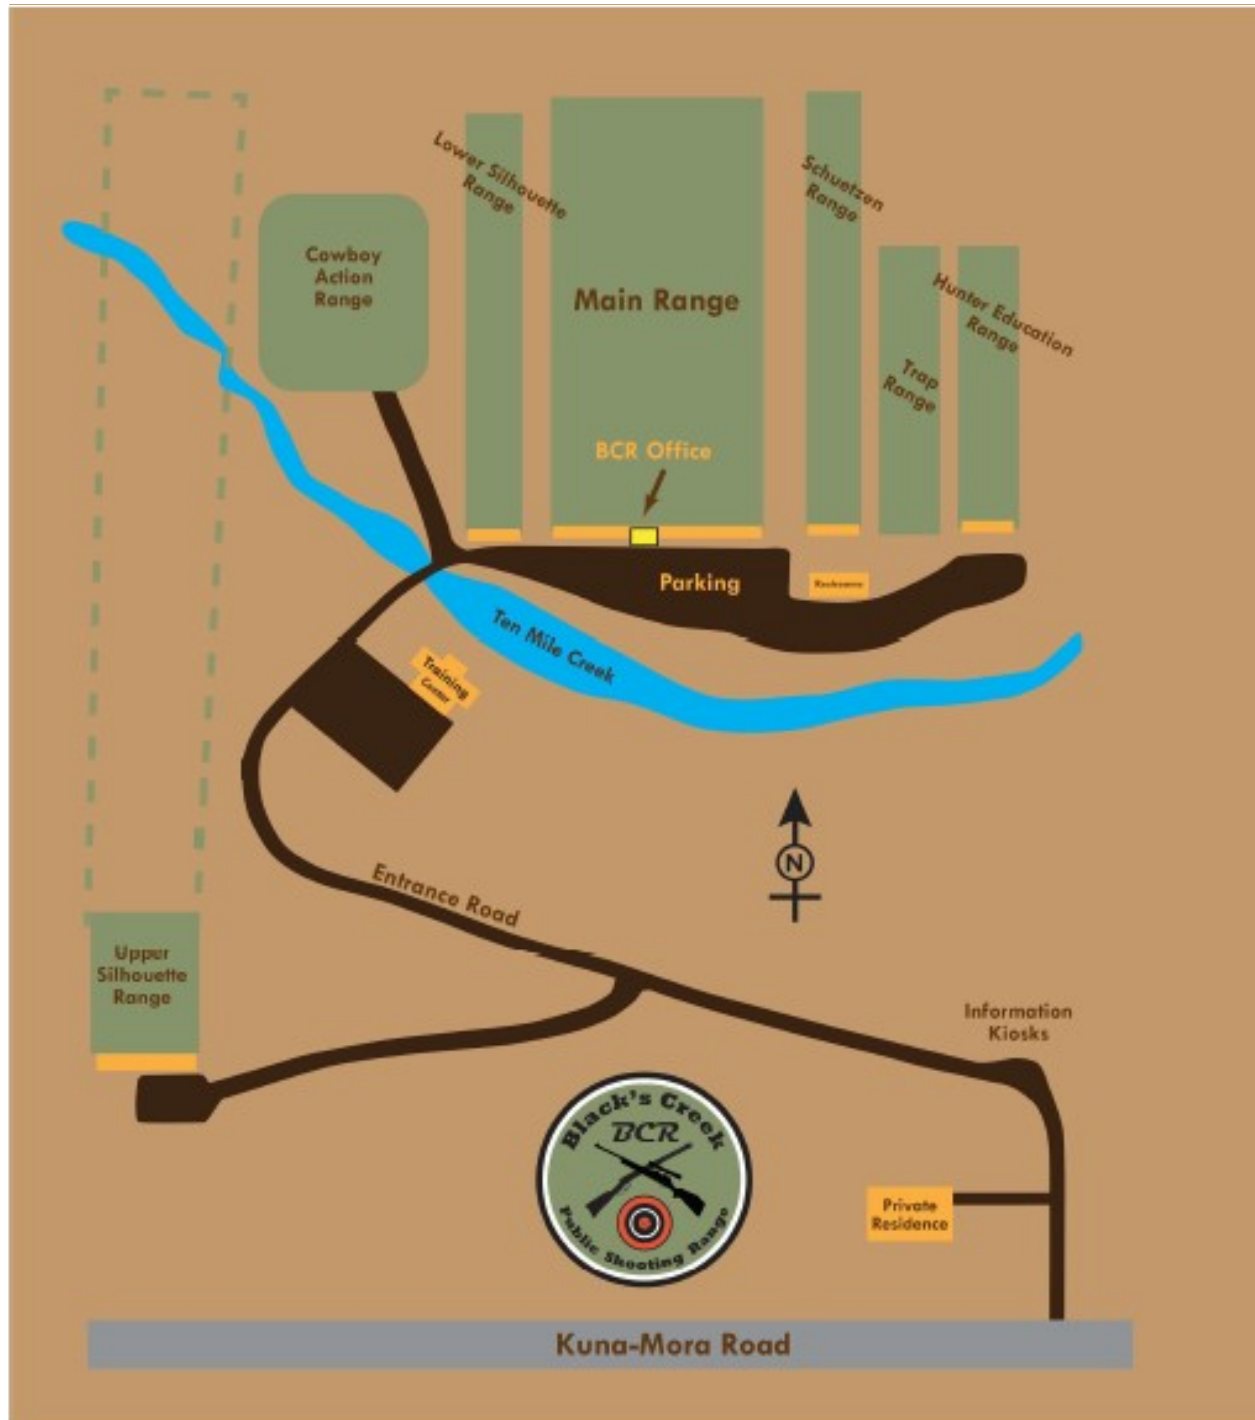 Lower Silhouette
Range
Schuetzen
Range
Cowboy
Action
Range
Main Range
Hunter Education
Range
Trap
Range
BCR Office
Parking
Restrooms
Ten Mile Creek
Training
Center
N
Entrance Road
Upper
Silhouette
Range
Information
Kiosks
Black's Creek
BCR
Public Shooting Range
Private
Residence
Kuna-Mora Road